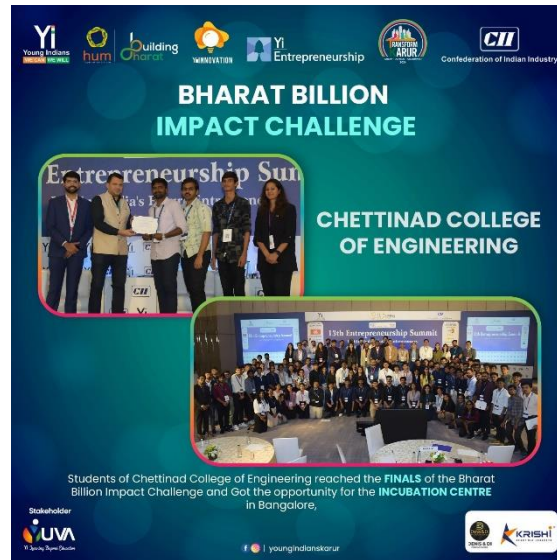 Yi
Young Indians
WE CAN WE WILL
hum
building
bharat
YUINNOVATION
Yi
Entrepreneurship
TRANSFORM
KARUR
CII
Confederation of Indian Industry
BHARAT BILLION
IMPACT CHALLENGE
Entrepreneurship Sum
CII
CHETTINAD COLLEGE
OF ENGINEERING
13th Entrepreneurship Summit
Students of Chettinad College of Engineering reached the FINALS of the Bharat
Billion Impact Challenge and Got the opportunity for the INCUBATION CENTRE
in Bangalore,
Stakeholder
YUVA
youngindianskarur
KRISHI